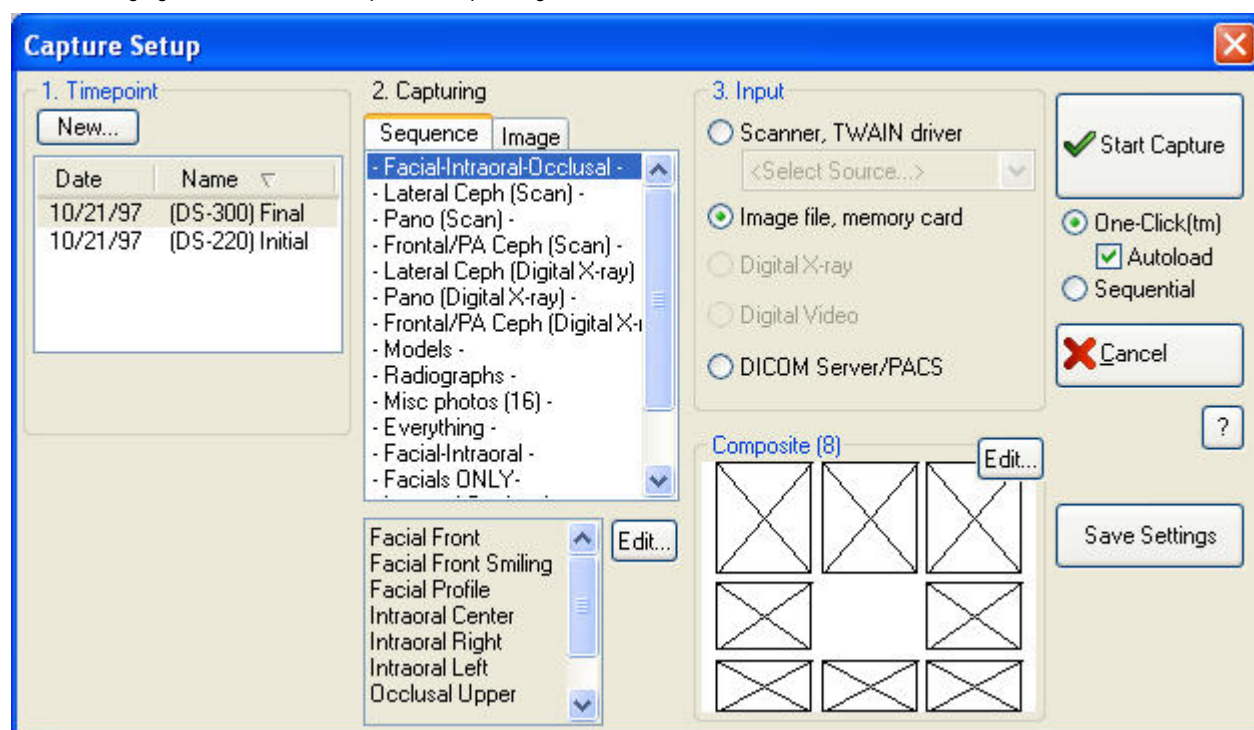 Capture Setup
1. Timepoint
New...
Date Name
10/21/97 (DS-300) Final
10/21/97 (DS-220) Initial
2. Capturing
Sequence Image
- Facial-Intraoral-Occlusal -
- Lateral Ceph (Scan) -
- Pano (Scan) -
- Frontal/PA Ceph (Scan) -
- Lateral Ceph (Digital X-ray)
- Pano (Digital X-ray) -
- Frontal/PA Ceph (Digital X-r
- Models -
- Radiographs -
- Misc photos (16) -
- Everything -
- Facial-Intraoral -
- Facials ONLY-
Facial Front
Facial Front Smiling
Facial Profile
Intraoral Center
Intraoral Right
Intraoral Left
Occlusal Upper
Edit...
3. Input
Scanner, TWAIN driver
<Select Source...>
Image file, memory card
Digital X-ray
Digital Video
DICOM Server/PACS
Composite (8)
Edit...
Start Capture
One-Click(tm)
Autoload
Sequential
Cancel
?
Save Settings